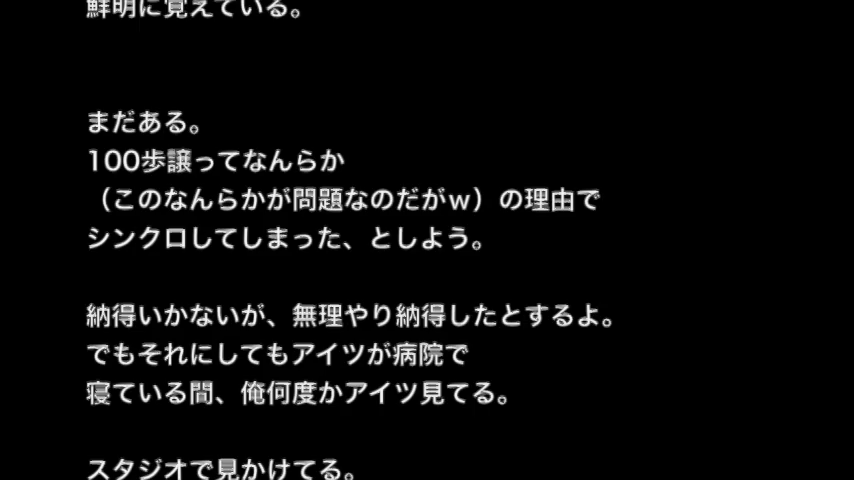 鮮明に覚えている。
まだある。
100歩譲ってなんらか
（このなんらかが問題なのだがｗ）の理由で
シンクロしてしまった、としよう。
納得いかないが、無理やり納得したとするよ。
でもそれにしてもアイツが病院で
寝ている間、俺何度かアイツ見てる。
スタジオで見かけてる。